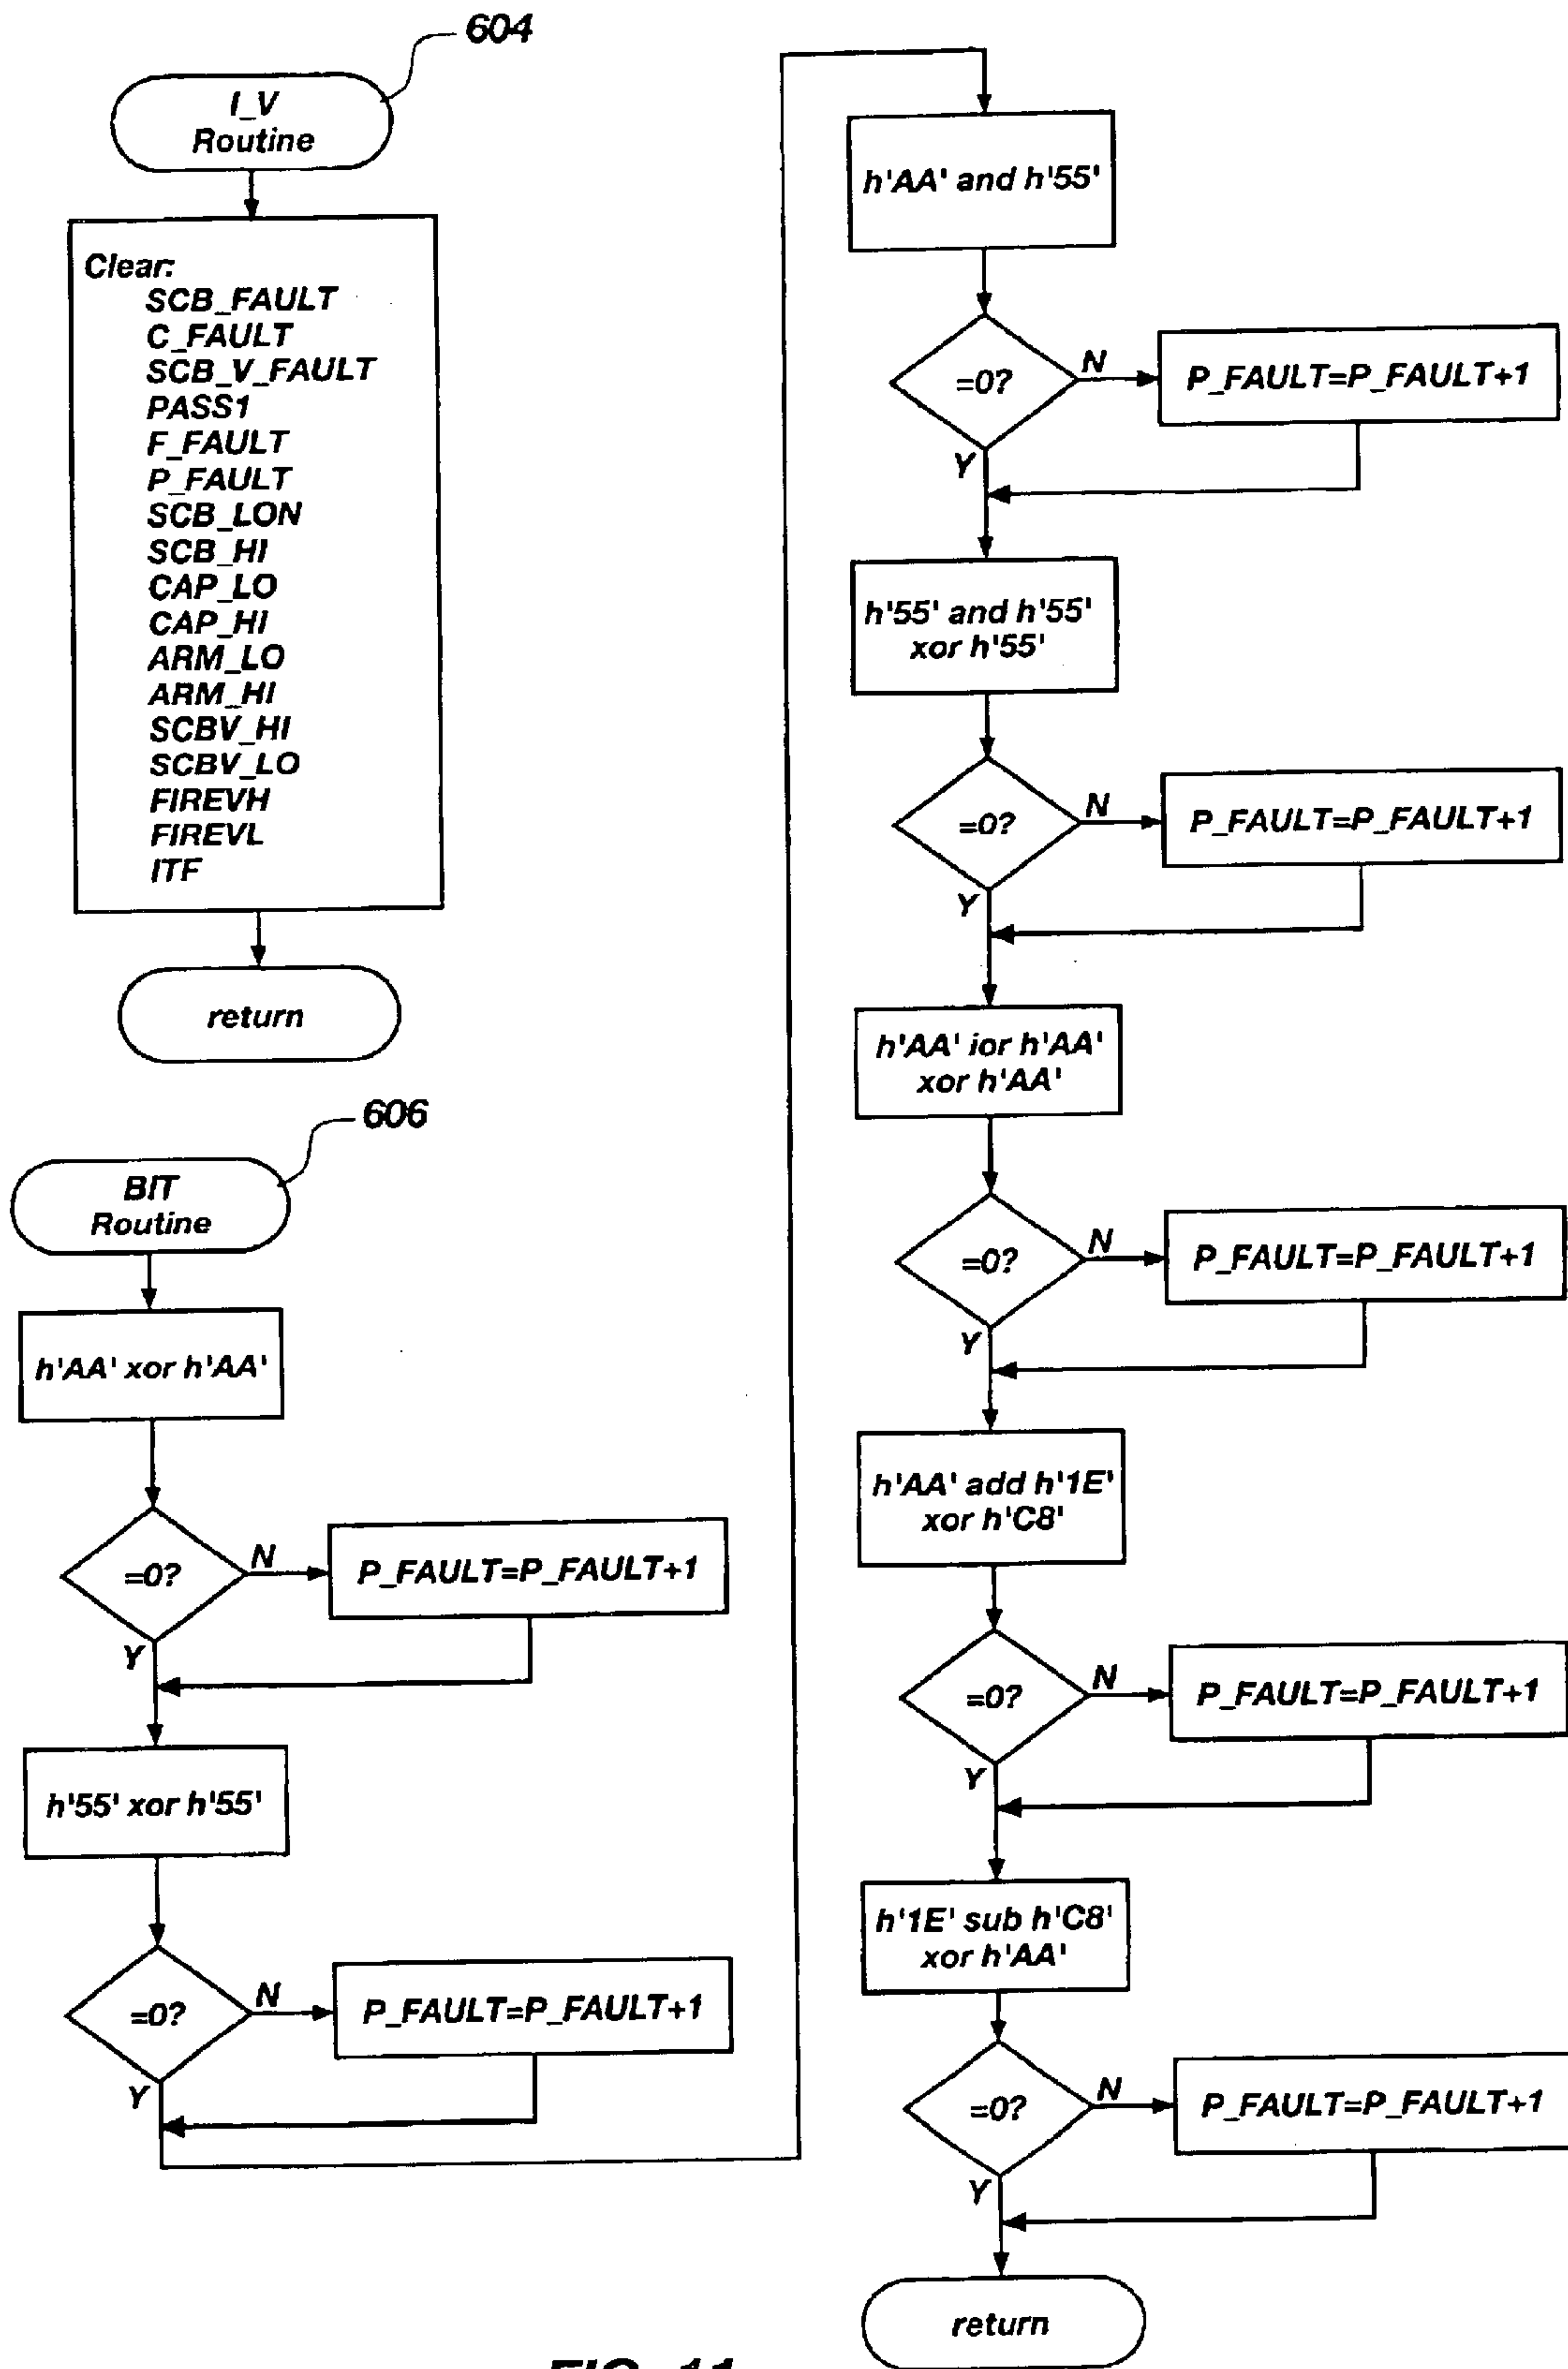 604
I_V
Routine
Clear:
SCB_FAULT
C_FAULT
SCB_V_FAULT
PASS1
F_FAULT
P_FAULT
SCB_LON
SCB_HI
CAP_LO
CAP_HI
ARM_LO
ARM_HI
SCBV_HI
SCBV_LO
FIREVH
FIREVL
ITF
return
606
BIT
Routine
h'AA' xor h'AA'
=0?
N
P_FAULT=P_FAULT+1
Y
h'55' xor h'55'
=0?
N
P_FAULT=P_FAULT+1
Y
h'AA' and h'55'
=0?
N
P_FAULT=P_FAULT+1
Y
h'55' and h'55'
xor h'55'
=0?
N
P_FAULT=P_FAULT+1
Y
h'AA' ior h'AA'
xor h'AA'
=0?
N
P_FAULT=P_FAULT+1
Y
h'AA' add h'1E'
xor h'C8'
=0?
N
P_FAULT=P_FAULT+1
Y
h'1E' sub h'C8'
xor h'AA'
=0?
N
P_FAULT=P_FAULT+1
Y
return
FIG. 11